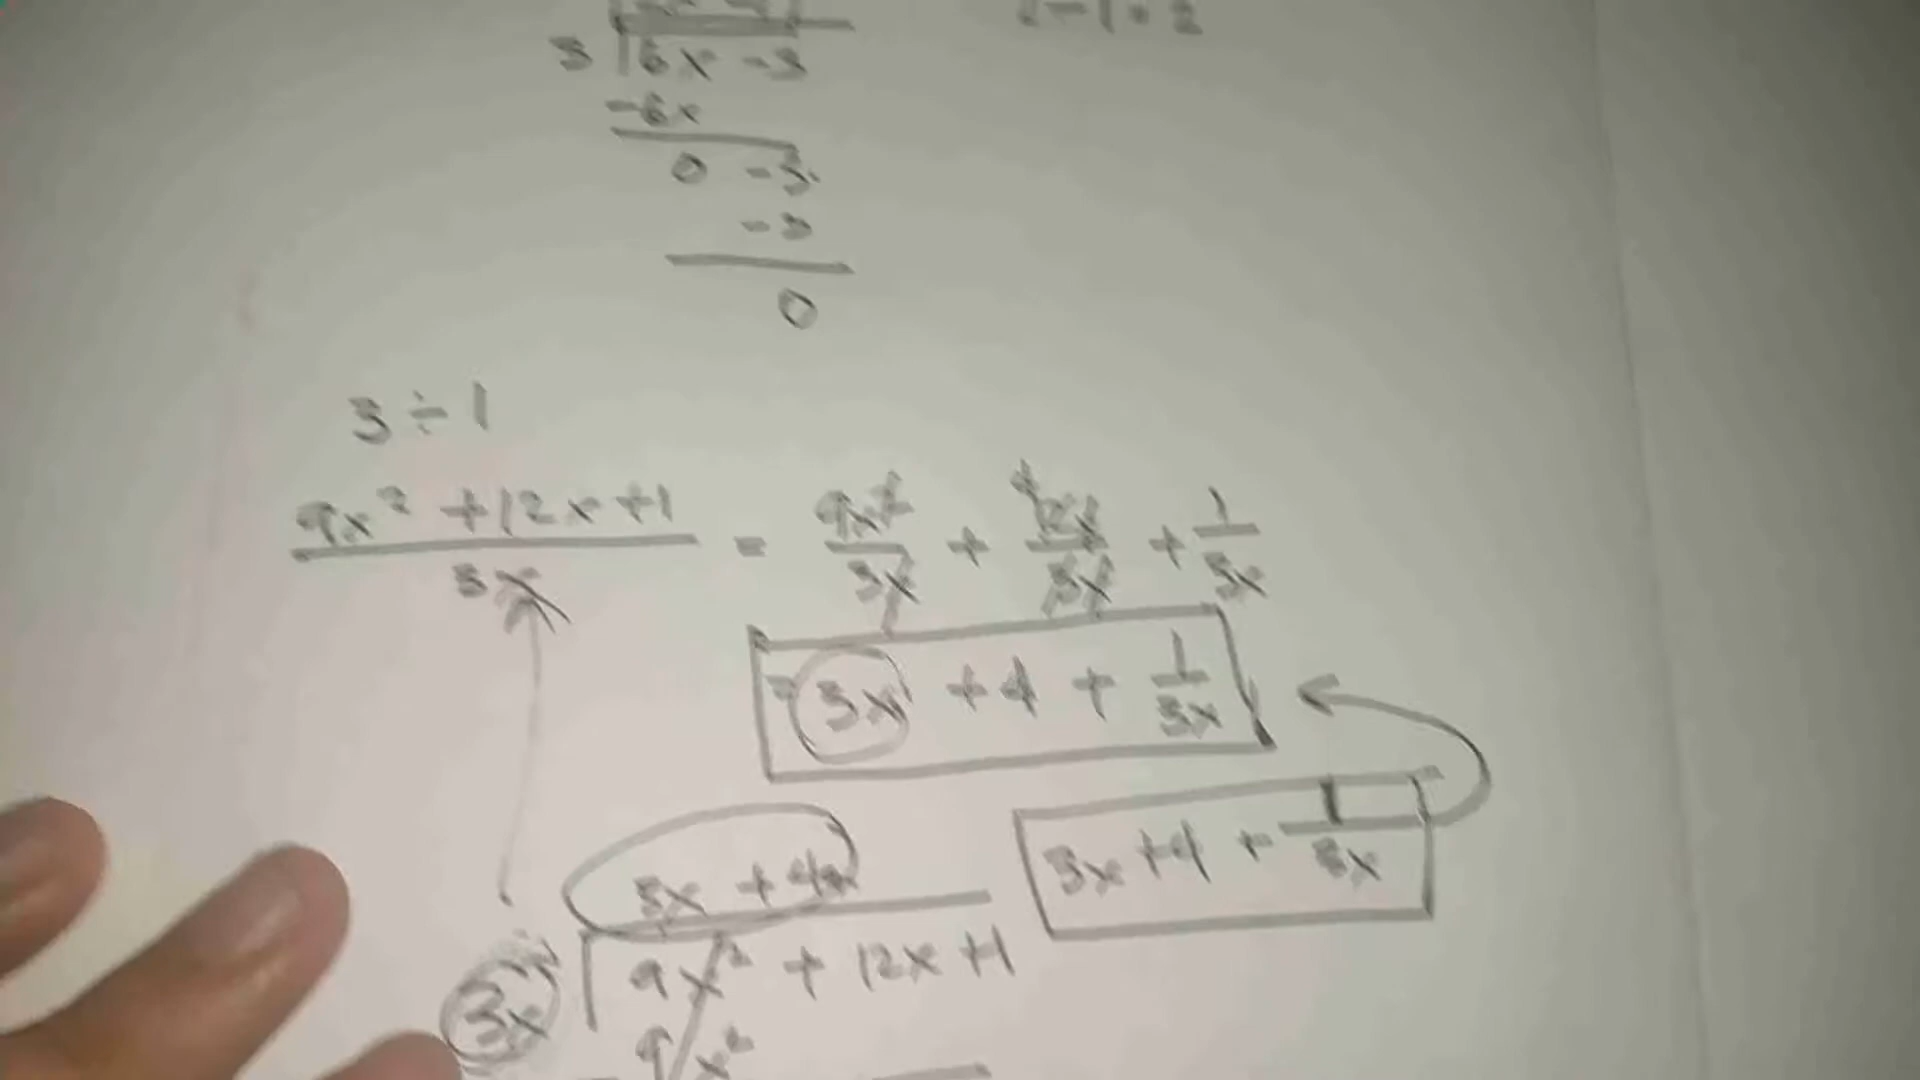 3 | 6x - 3
-6x
0 - 3
- 3
0
3 ÷ 1
9x² + 12x + 1 / 3x = 9x² / 3x + 12x / 3x + 1 / 3x
4
= 3x + 4 + 1 / 3x
3x + 4 + 1 / 3x
3x + 4
3x | 9x² + 12x + 1
9x²